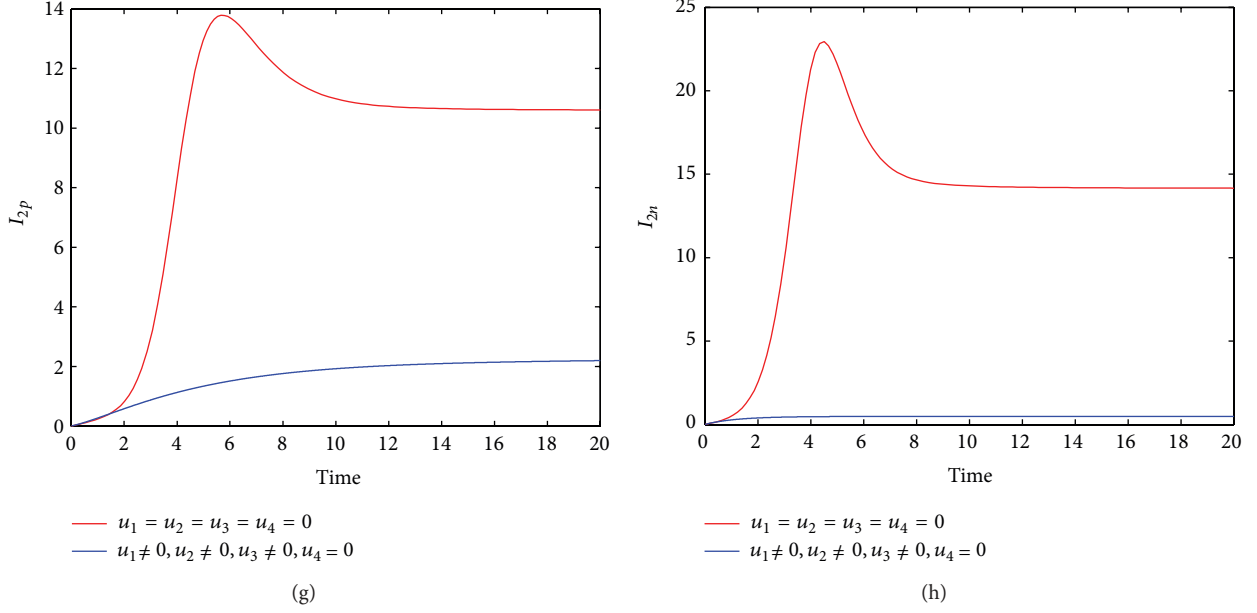 14
12
10
8
6
4
2
0
I2p
0 2 4 6 8 10 12 14 16 18 20
Time
u1 = u2 = u3 = u4 = 0
u1 ≠ 0, u2 ≠ 0, u3 ≠ 0, u4 = 0
(g)
25
20
15
10
5
0
I2n
0 2 4 6 8 10 12 14 16 18 20
Time
u1 = u2 = u3 = u4 = 0
u1 ≠ 0, u2 ≠ 0, u3 ≠ 0, u4 = 0
(h)